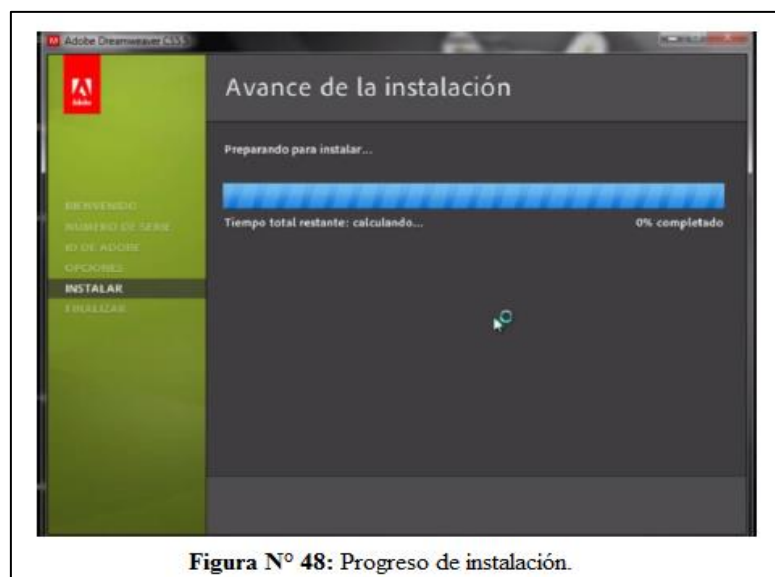 Adobe Dreamweaver CS5.5
Adobe
Avance de la instalación
Preparando para instalar...
Tiempo total restante: calculando...
0% completado
BIENVENIDO
NÚMERO DE SERIE
ID DE ADOBE
OPCIONES
INSTALAR
FINALIZAR
Figura N° 48: Progreso de instalación.